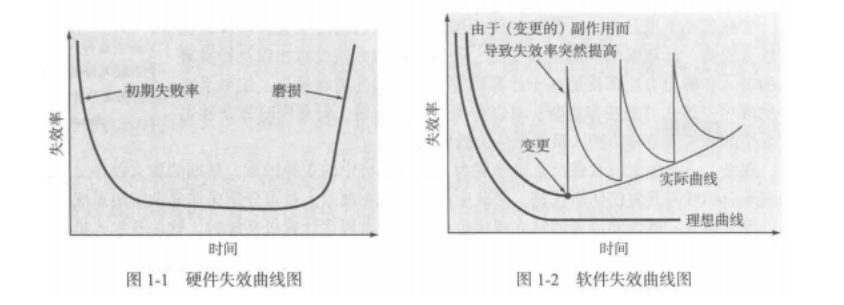 初期失败率
磨损
失效率
时间
图 1-1 硬件失效曲线图
由于（变更的）副作用而
导致失效率突然提高
变更
实际曲线
理想曲线
失效率
时间
图 1-2 软件失效曲线图